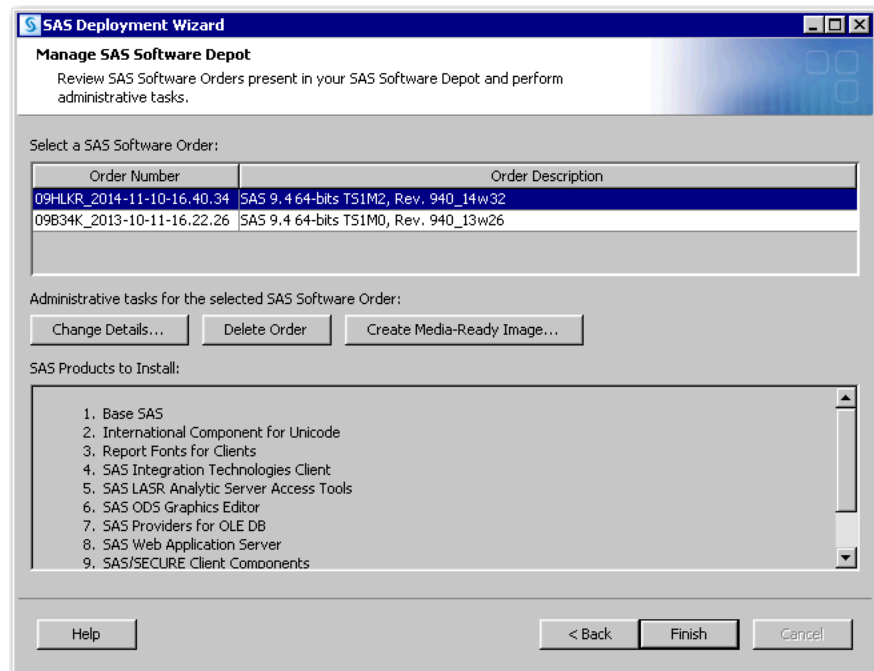 SAS Deployment Wizard
Manage SAS Software Depot
Review SAS Software Orders present in your SAS Software Depot and perform
administrative tasks.
Select a SAS Software Order:
Order Number Order Description
09HLKR_2014-11-10-16.40.34 SAS 9.4 64-bits TS1M2, Rev. 940_14w32
09B34K_2013-10-11-16.22.26 SAS 9.4 64-bits TS1M0, Rev. 940_13w26
Administrative tasks for the selected SAS Software Order:
Change Details... Delete Order Create Media-Ready Image...
SAS Products to Install:
1. Base SAS
2. International Component for Unicode
3. Report Fonts for Clients
4. SAS Integration Technologies Client
5. SAS LASR Analytic Server Access Tools
6. SAS ODS Graphics Editor
7. SAS Providers for OLE DB
8. SAS Web Application Server
9. SAS/SECURE Client Components
Help < Back Finish Cancel